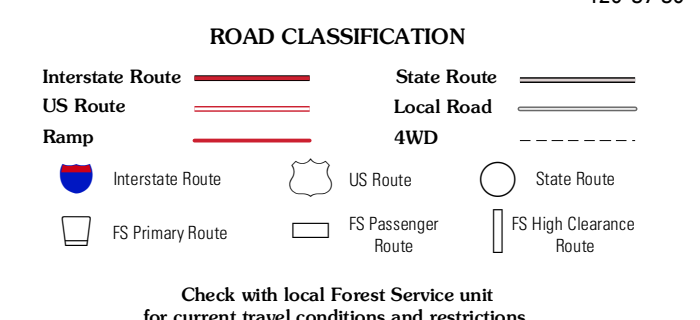 ROAD CLASSIFICATION
Interstate Route
State Route
US Route
Local Road
Ramp
4WD
Interstate Route
US Route
State Route
FS Primary Route
FS Passenger
Route
FS High Clearance
Route
Check with local Forest Service unit
for current travel conditions and restrictions